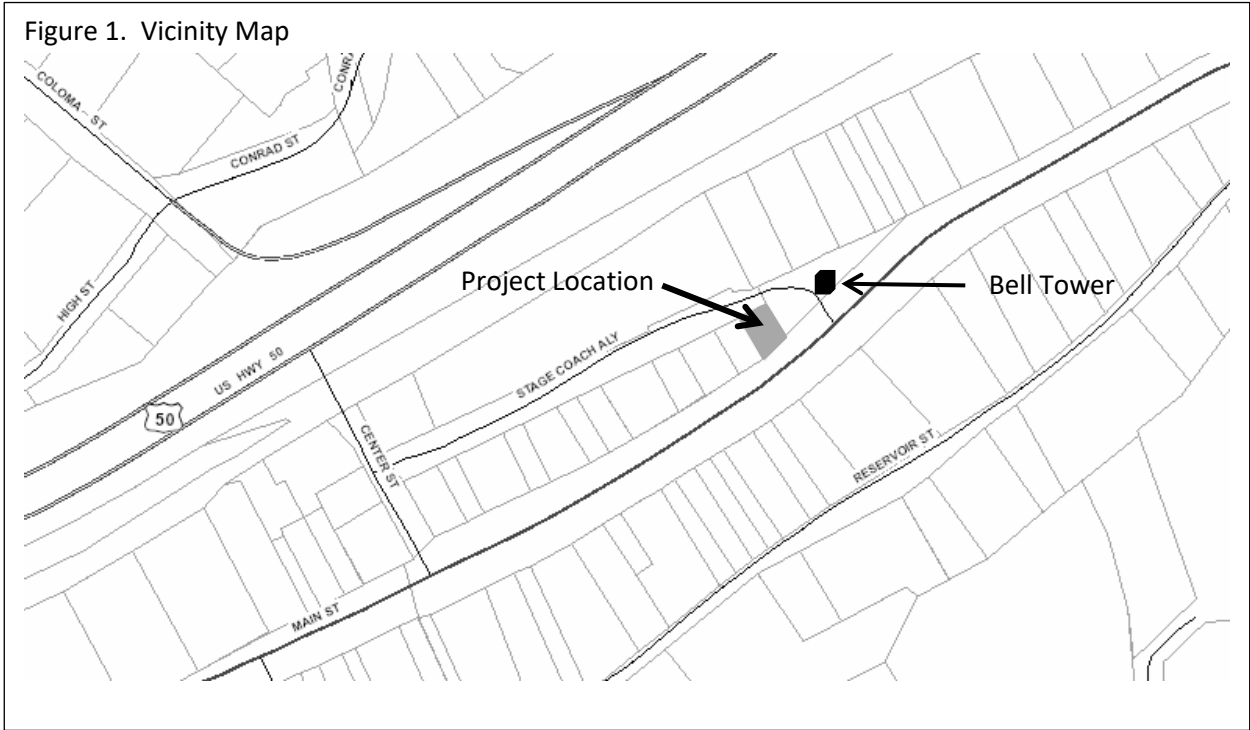 Figure 1. Vicinity Map
COLOMA ST
CONRA
CONRAD ST
HIGH ST
Project Location
Bell Tower
STAGE COACH ALY
US HWY 50
50
CENTER ST
RESERVOIR ST
MAIN ST